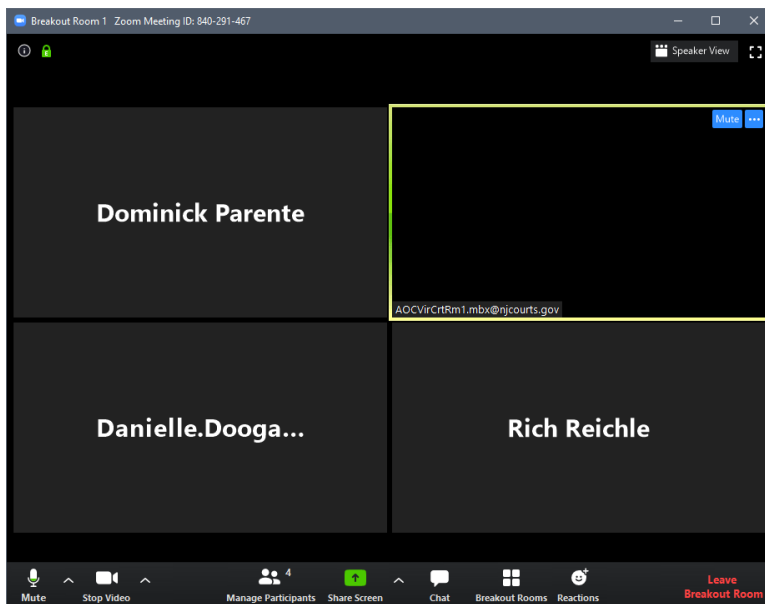 Breakout Room 1 Zoom Meeting ID: 840-291-467
Speaker View
Mute
Dominick Parente
AOCVirCrtRm1.mbx@njcourts.gov
Danielle.Dooga...
Rich Reichle
4
Mute
Stop Video
Manage Participants
Share Screen
Chat
Breakout Rooms
Reactions
Leave
Breakout Room